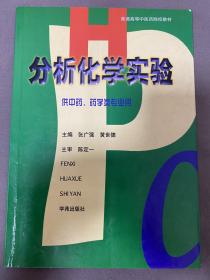 普通高等中医药院校教材
分析化学实验
供中药、药学类专业用
主编 张广强 黄世德
主审 陈定一
FENXI
HUAXUE
SHIYAN
学苑出版社